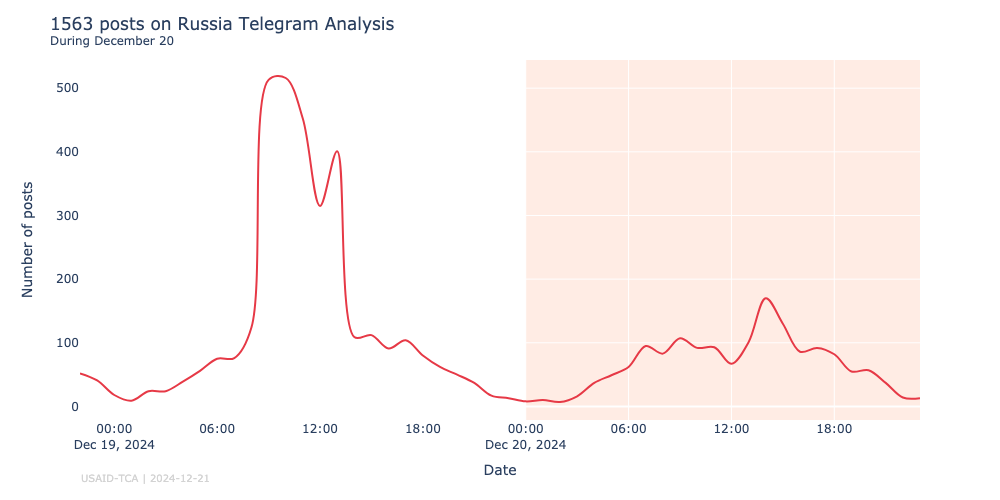 1563 posts on Russia Telegram Analysis
During December 20
500
400
300
200
100
0
Number of posts
00:00 06:00 12:00 18:00 00:00 06:00 12:00 18:00
Dec 19, 2024 Dec 20, 2024
Date
USAID-TCA | 2024-12-21